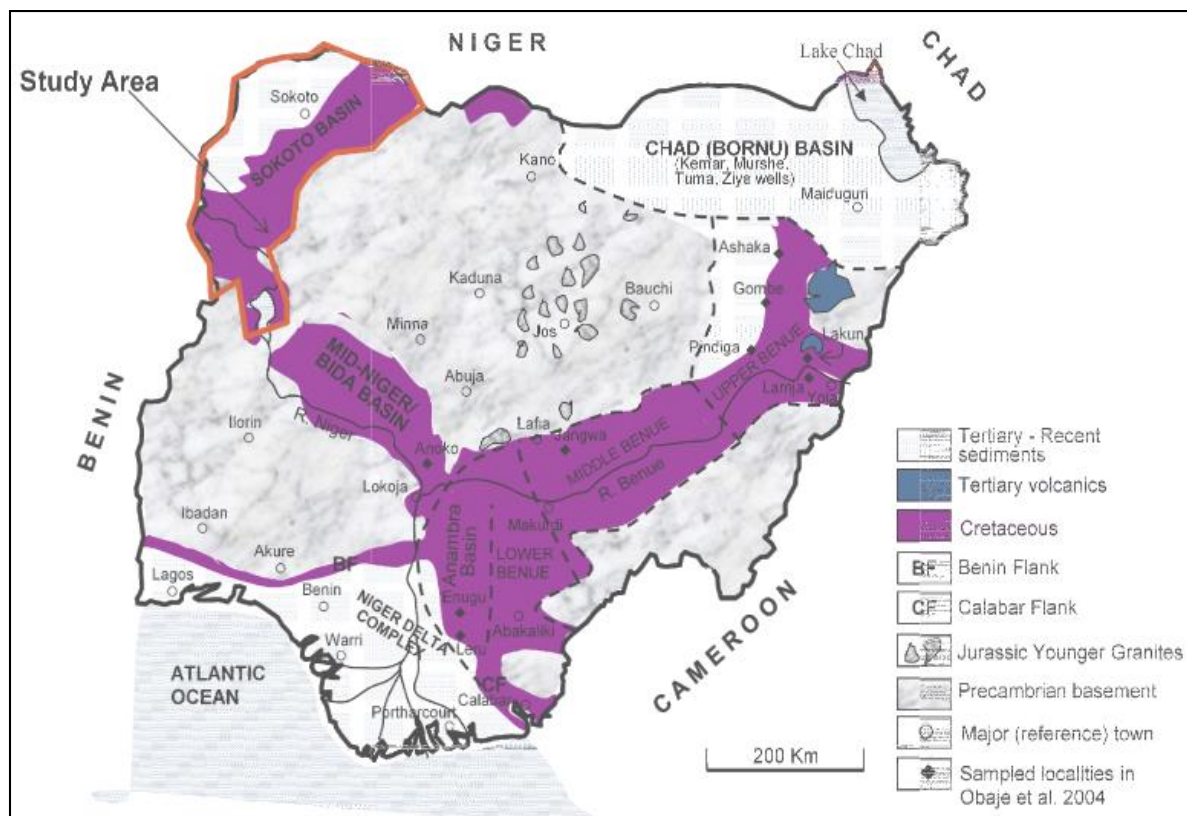 NIGER
CHAD
Lake Chad
Study Area
Sokoto
SOKOTO BASIN
CHAD (BORNU) BASIN
(Kemar, Murshe,
Tuma, Ziye wells)
Kano
Maiduguri
Ashaka
Gombe
Kaduna
Bauchi
Minna
Jos
Pindiga
Lakun
Abuja
UPPER BENUE
Lamja
Yola
MID-NIGER/
BIDA BASIN
BENIN
Ilorin
R. Niger
Lafia
Jangwa
MIDDLE BENUE
R. Benue
Ahoko
Lokoja
Makurdi
Ibadan
Akure
BF
Anambra
Basin
LOWER
BENUE
Lagos
Benin
Enugu
Abakaliki
NIGER DELTA
COMPLEX
Leru
Warri
CF
Calabar
CAMEROON
ATLANTIC
OCEAN
Portharcourt
200 Km
Tertiary - Recent
sediments
Tertiary volcanics
Cretaceous
BF Benin Flank
CF Calabar Flank
Jurassic Younger Granites
Precambrian basement
Major (reference) town
Sampled localities in
Obaje et al. 2004